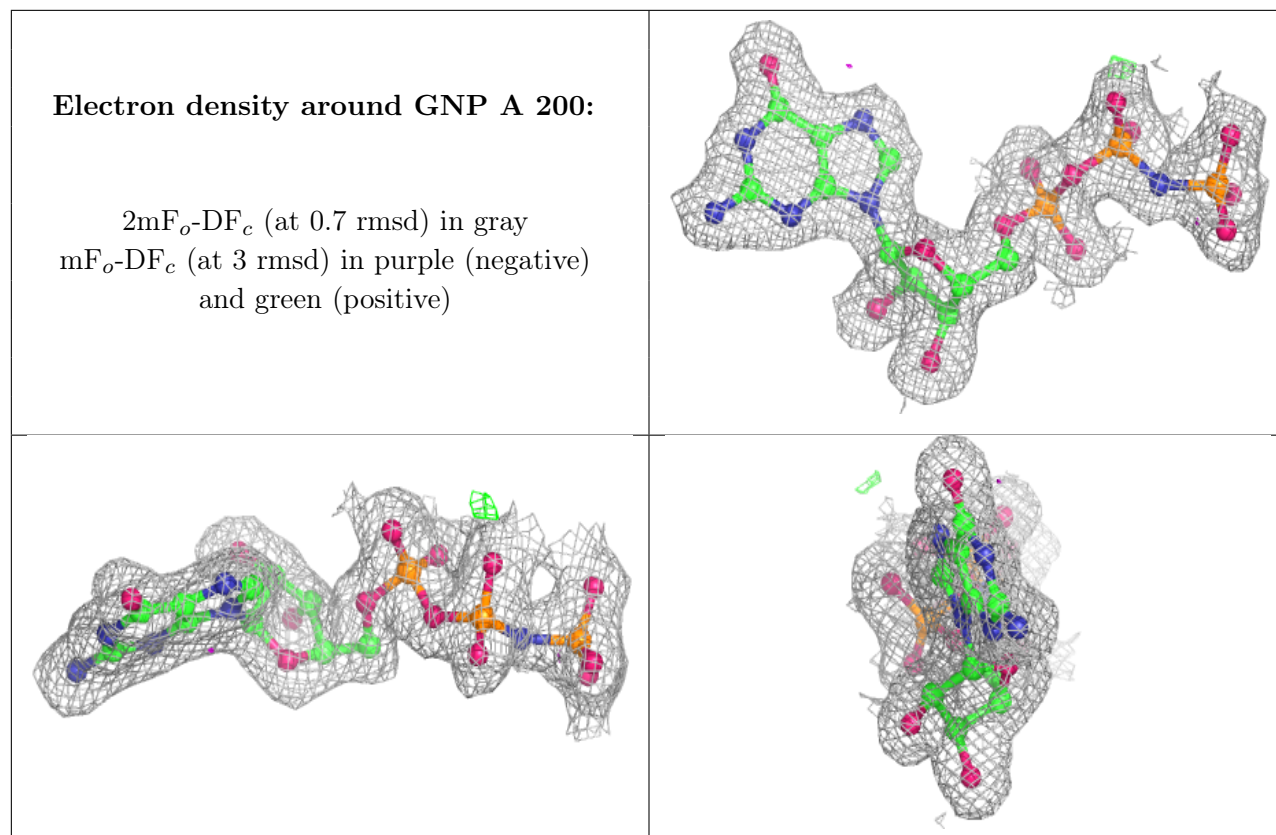 Electron density around GNP A 200:
2mFo-DFc (at 0.7 rmsd) in gray
mFo-DFc (at 3 rmsd) in purple (negative)
and green (positive)